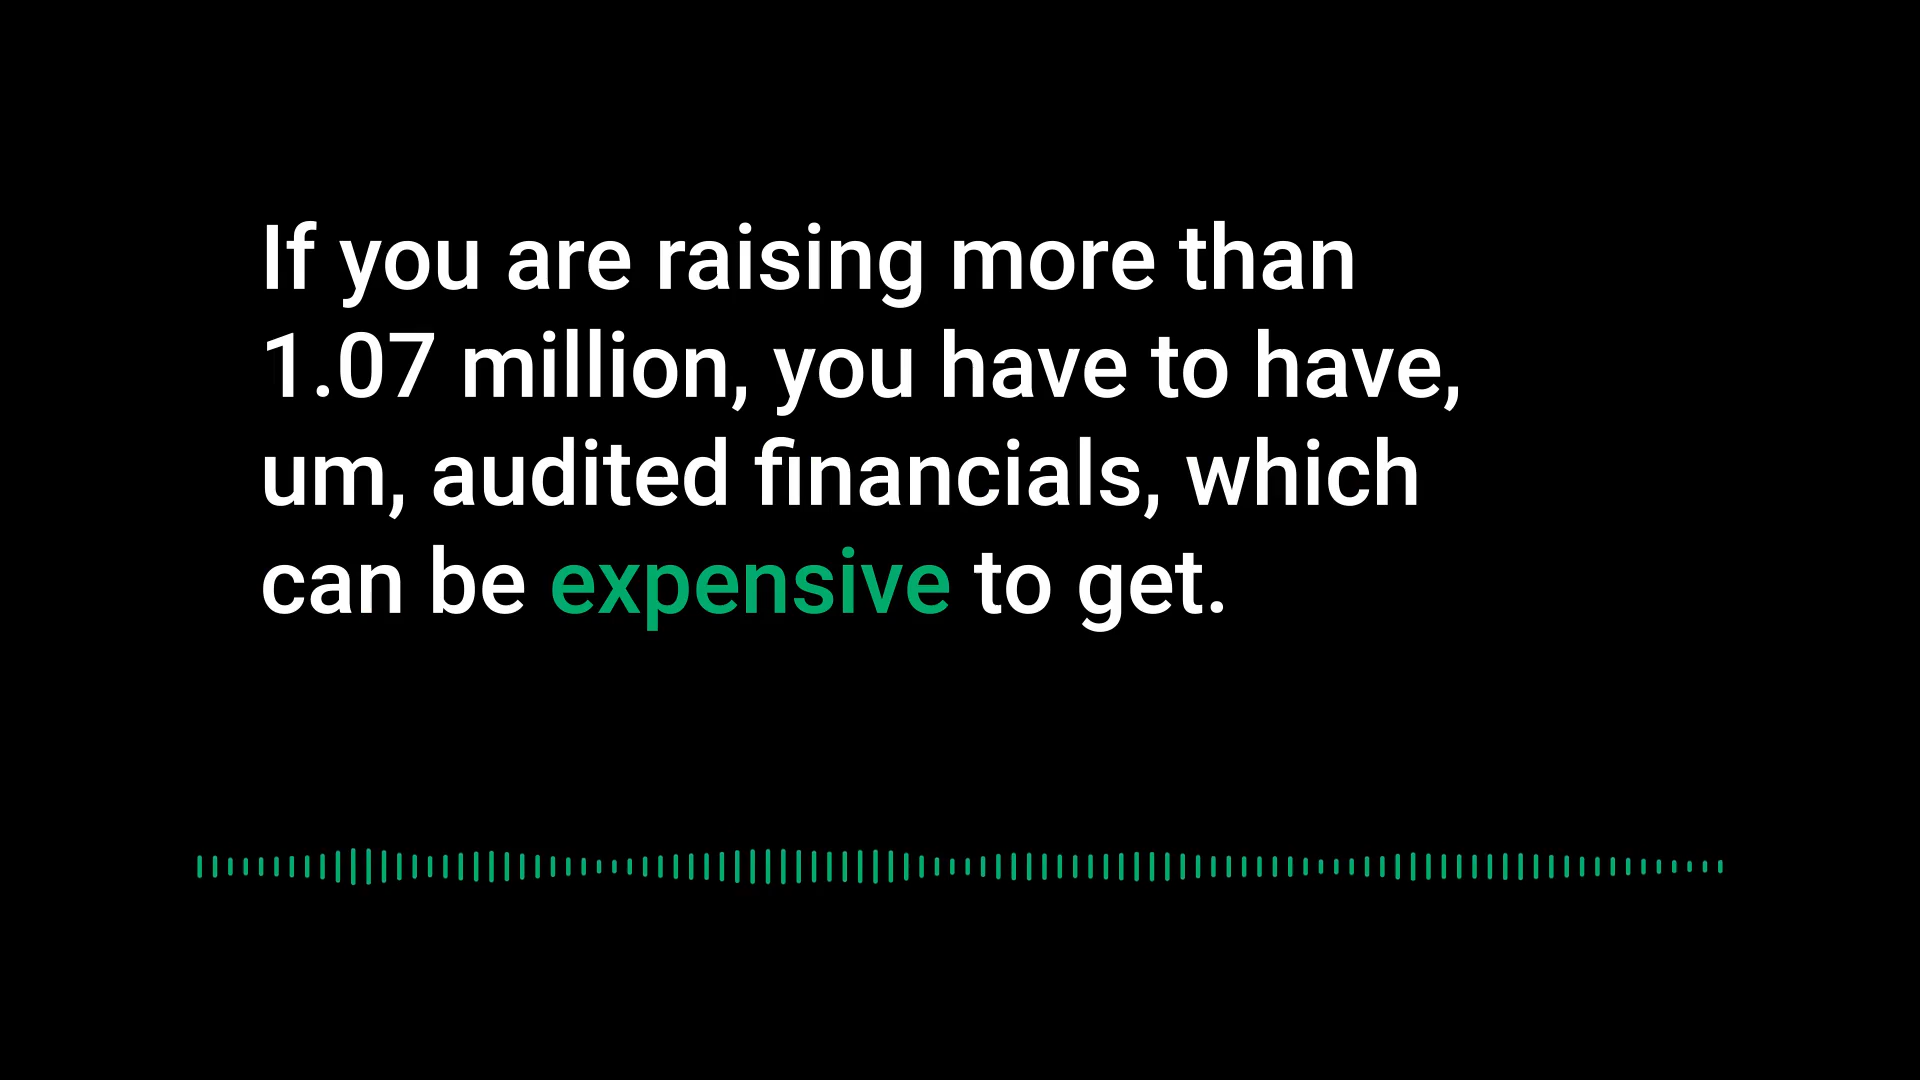 If you are raising more than
1.07 million, you have to have,
um, audited financials, which
can be expensive to get.